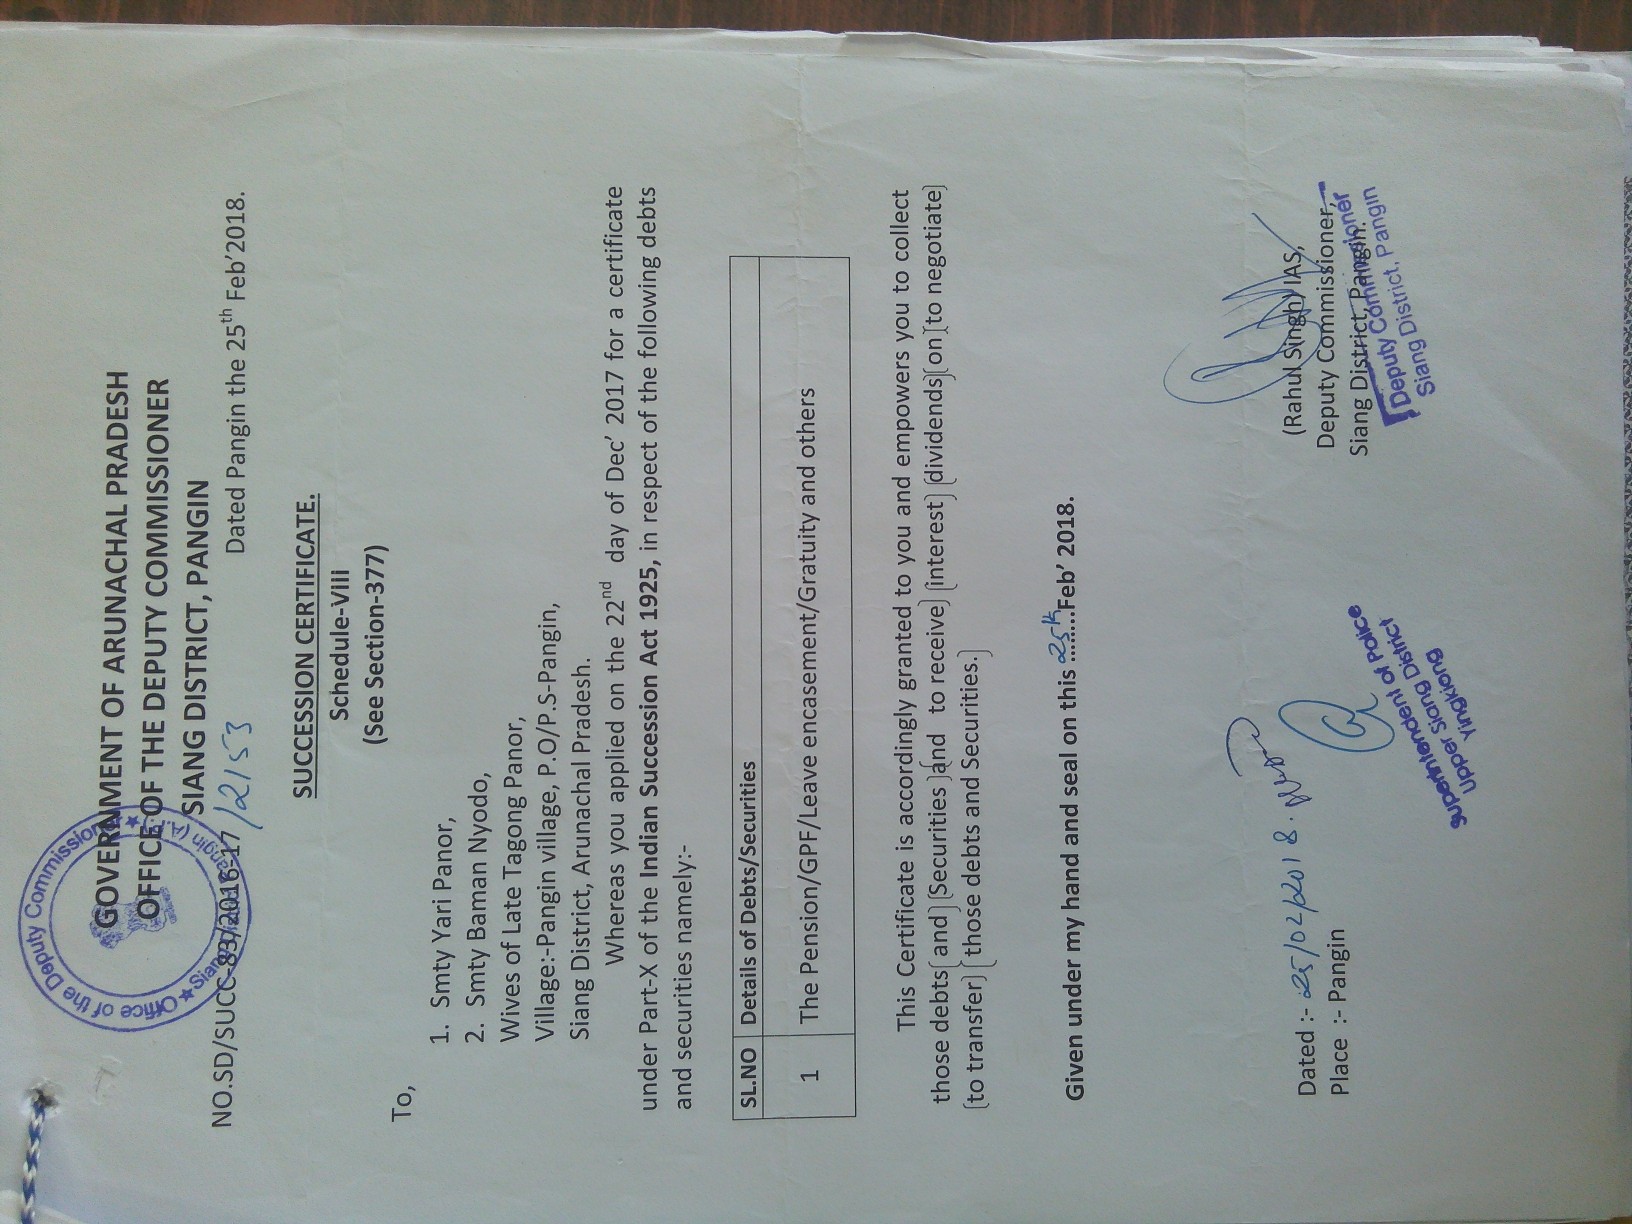 GOVERNMENT OF ARUNACHAL PRADESH
OFFICE OF THE DEPUTY COMMISSIONER
SIANG DISTRICT, PANGIN
NO.SD/SUCC-83/2016-17/2153 Dated Pangin the 25th Feb'2018.
Office of the Deputy Commissioner ★ Siang District Pangin (A.P.) ★
SUCCESSION CERTIFICATE.
Schedule-VIII
(See Section-377)
To,
1. Smty Yari Panor,
2. Smty Baman Nyodo,
Wives of Late Tagong Panor,
Village:-Pangin village, P.O/P.S-Pangin,
Siang District, Arunachal Pradesh.
Whereas you applied on the 22nd day of Dec' 2017 for a certificate
under Part-X of the Indian Succession Act 1925, in respect of the following debts
and securities namely:-
SL.NO Details of Debts/Securities
1 The Pension/GPF/Leave encasement/Gratuity and others
This Certificate is accordingly granted to you and empowers you to collect
those debts[ and] [Securities ]and to receive] [interest] [dividends][on][to negotiate]
[to transfer] [ those debts and Securities.]
Given under my hand and seal on this 25th.......Feb' 2018.
(Rahul Singh) IAS,
Deputy Commissioner,
Siang District, Pangin.
Deputy Commissioner
Siang District, Pangin
Dated :- 25/02/2018.
Place :- Pangin
Superintendent of Police
Upper Siang District
Yingkiong